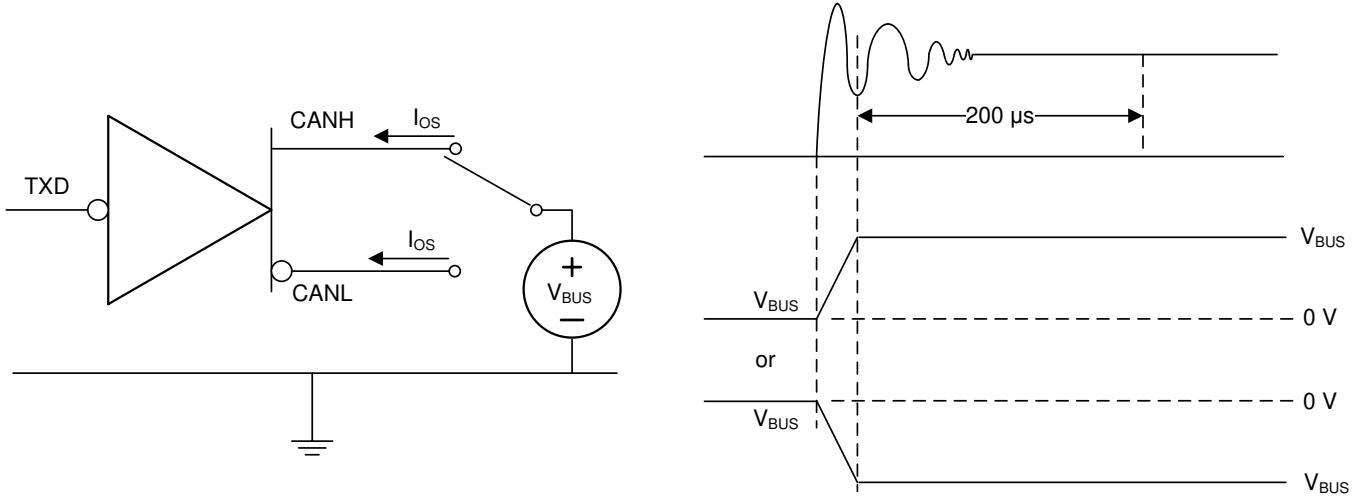 CANH
I_OS
TXD
I_OS
CANL
+
V_BUS
–
200 μs
V_BUS
V_BUS
0 V
or
0 V
V_BUS
V_BUS